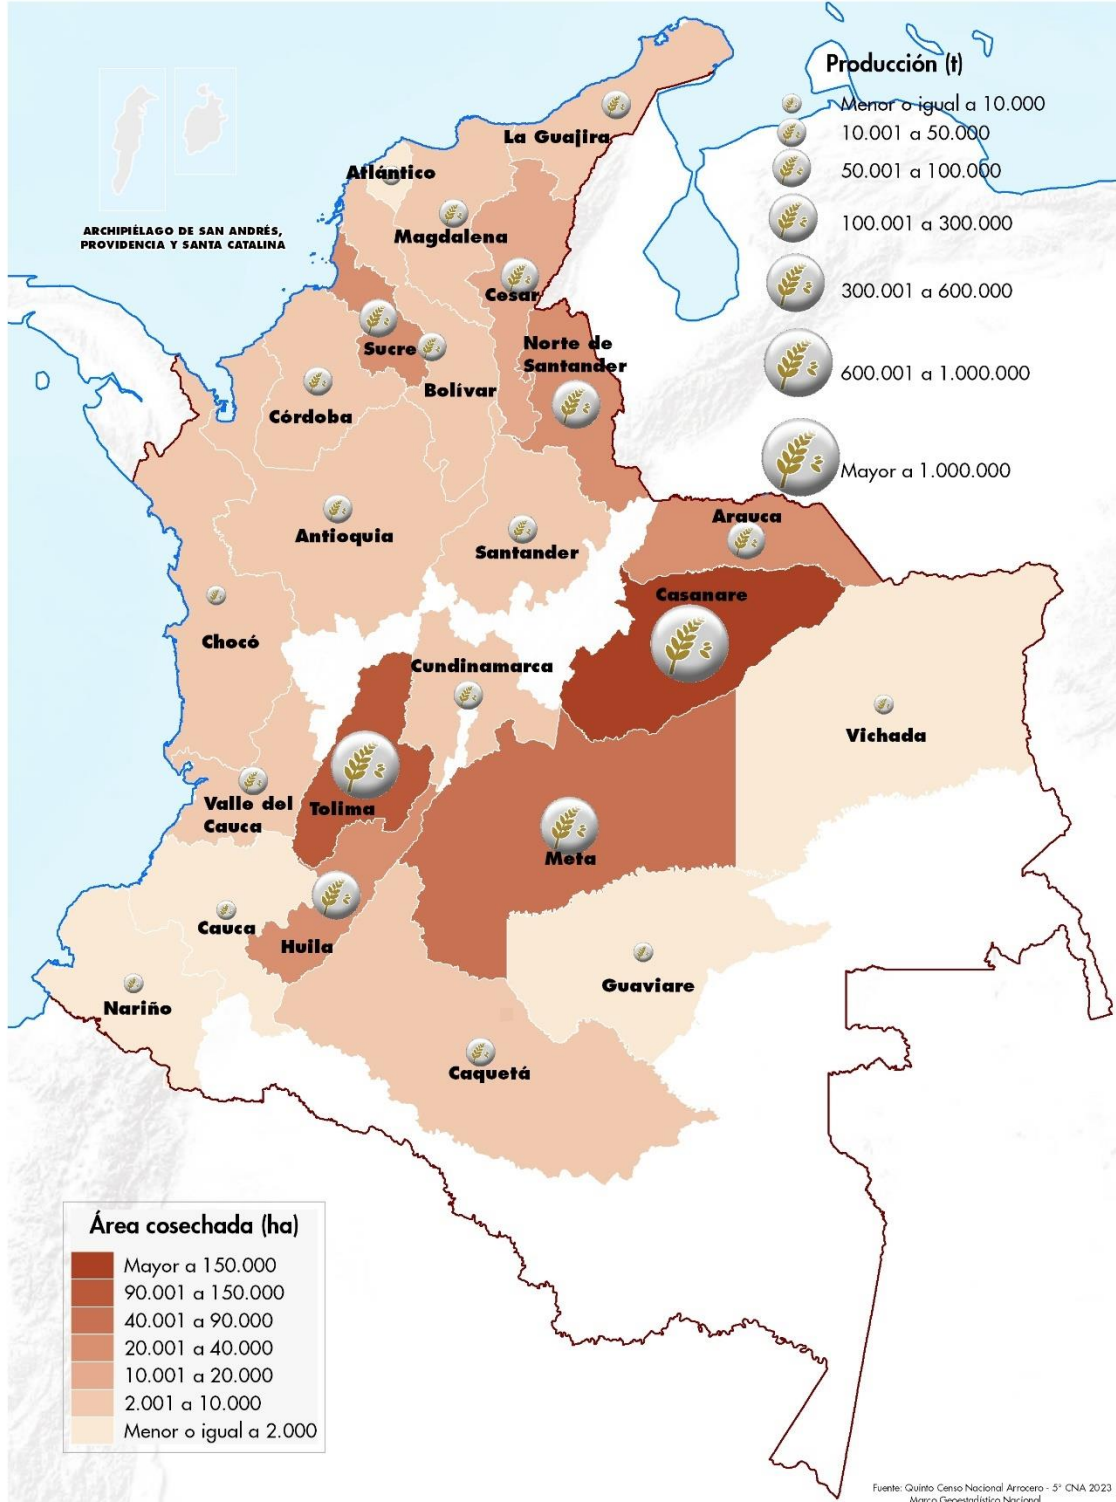 Producción (t)
Menor o igual a 10.000
10.001 a 50.000
50.001 a 100.000
100.001 a 300.000
300.001 a 600.000
600.001 a 1.000.000
Mayor a 1.000.000
ARCHIPIÉLAGO DE SAN ANDRÉS,
PROVIDENCIA Y SANTA CATALINA
La Guajira
Atlántico
Magdalena
Cesar
Sucre
Norte de
Santander
Bolívar
Córdoba
Antioquia
Santander
Arauca
Casanare
Chocó
Cundinamarca
Vichada
Valle del
Cauca
Tolima
Meta
Cauca
Huila
Guaviare
Nariño
Caquetá
Área cosechada (ha)
Mayor a 150.000
90.001 a 150.000
40.001 a 90.000
20.001 a 40.000
10.001 a 20.000
2.001 a 10.000
Menor o igual a 2.000
Fuente: Quinto Censo Nacional Arrocero - 5° CNA 2023
Marco Geoestadístico Nacional